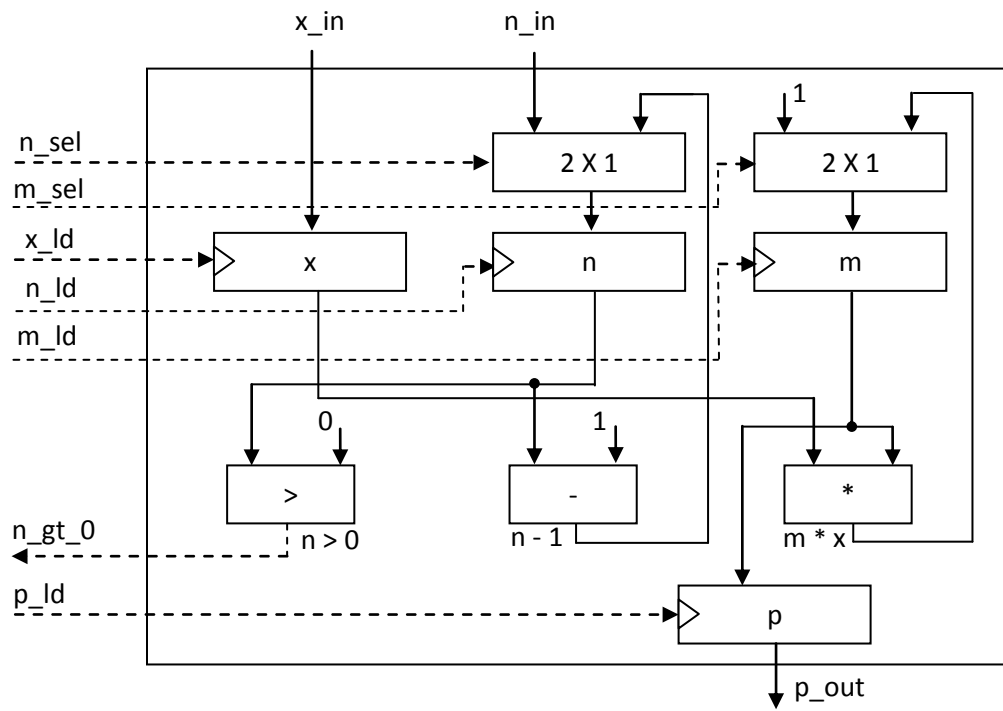 x_in n_in
1
n_sel 2 X 1 2 X 1
m_sel
x_ld x n m
n_ld
m_ld
0 1
> - *
n_gt_0 n > 0 n - 1 m * x
p_ld p
p_out